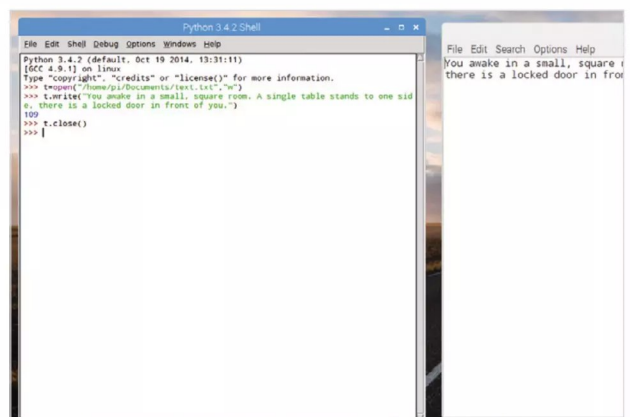 Python 3.4.2 Shell
File Edit Shell Debug Options Windows Help
Python 3.4.2 (default, Oct 19 2014, 13:31:11)
[GCC 4.9.1] on linux
Type "copyright", "credits" or "license()" for more information.
>>> t=open("/home/pi/Documents/text.txt","w")
>>> t.write("You awake in a small, square room. A single table stands to one sid
e, there is a locked door in front of you.")
109
>>> t.close()
>>>
File Edit Search Options Help
You awake in a small, square
there is a locked door in fron